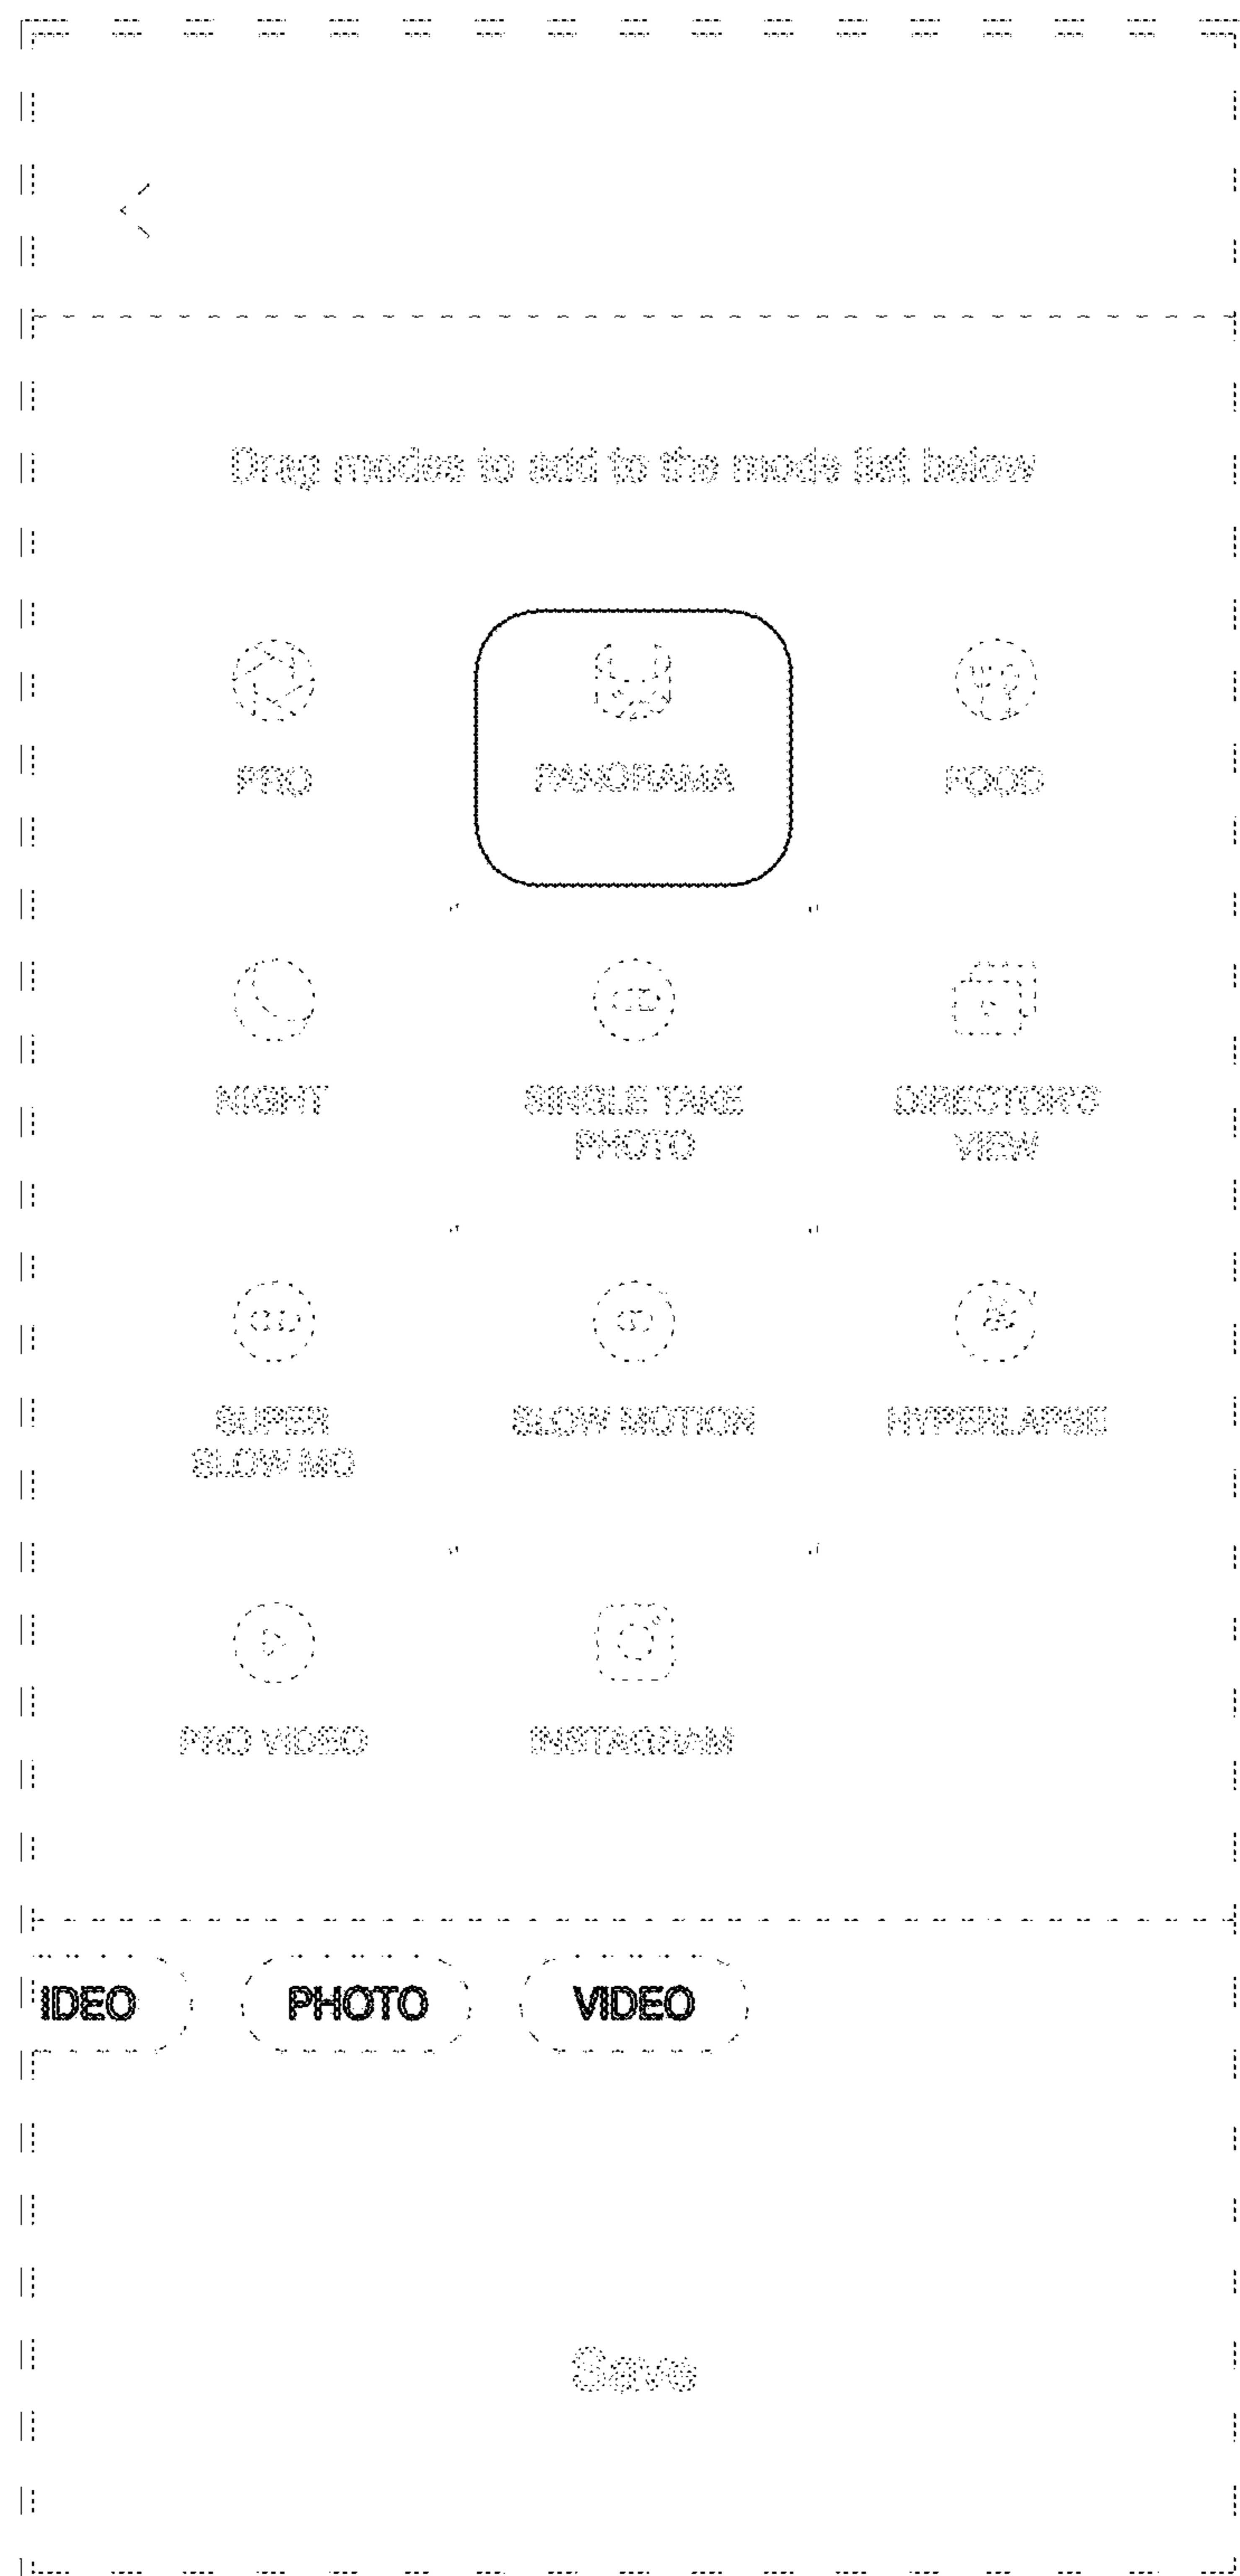 Drag modes to add to the mode list below
PRO PANORAMA FOOD
NIGHT SINGLE TAKE PHOTO DIRECTOR'S VIEW
SUPER SLOW MO SLOW MOTION HYPERLAPSE
PRO VIDEO INSTAGRAM
IDEO PHOTO VIDEO
Save